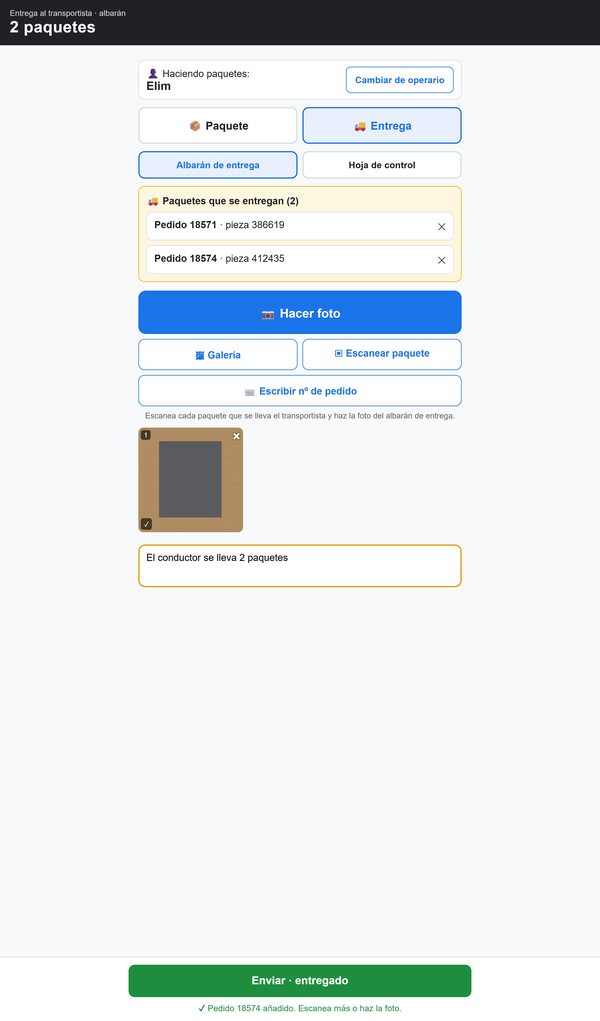 Entrega al transportista · albarán
2 paquetes
Haciendo paquetes:
Elim
Cambiar de operario
Paquete
Entrega
Albarán de entrega
Hoja de control
Paquetes que se entregan (2)
Pedido 18571 · pieza 386619
Pedido 18574 · pieza 412435
Hacer foto
Galería
Escanear paquete
Escribir nº de pedido
Escanea cada paquete que se lleva el transportista y haz la foto del albarán de entrega.
1
El conductor se lleva 2 paquetes
Enviar · entregado
✓ Pedido 18574 añadido. Escanea más o haz la foto.